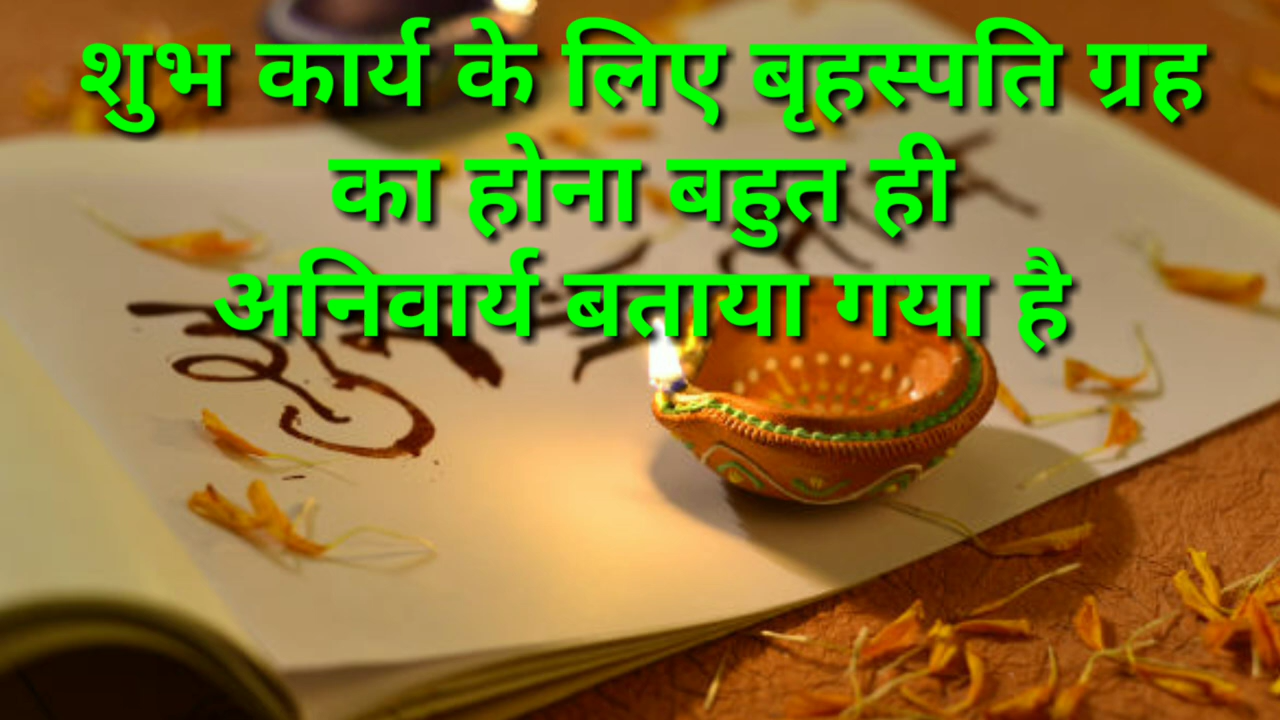 शुभ कार्य के लिए बृहस्पति ग्रह
का होना बहुत ही
अनिवार्य बताया गया है